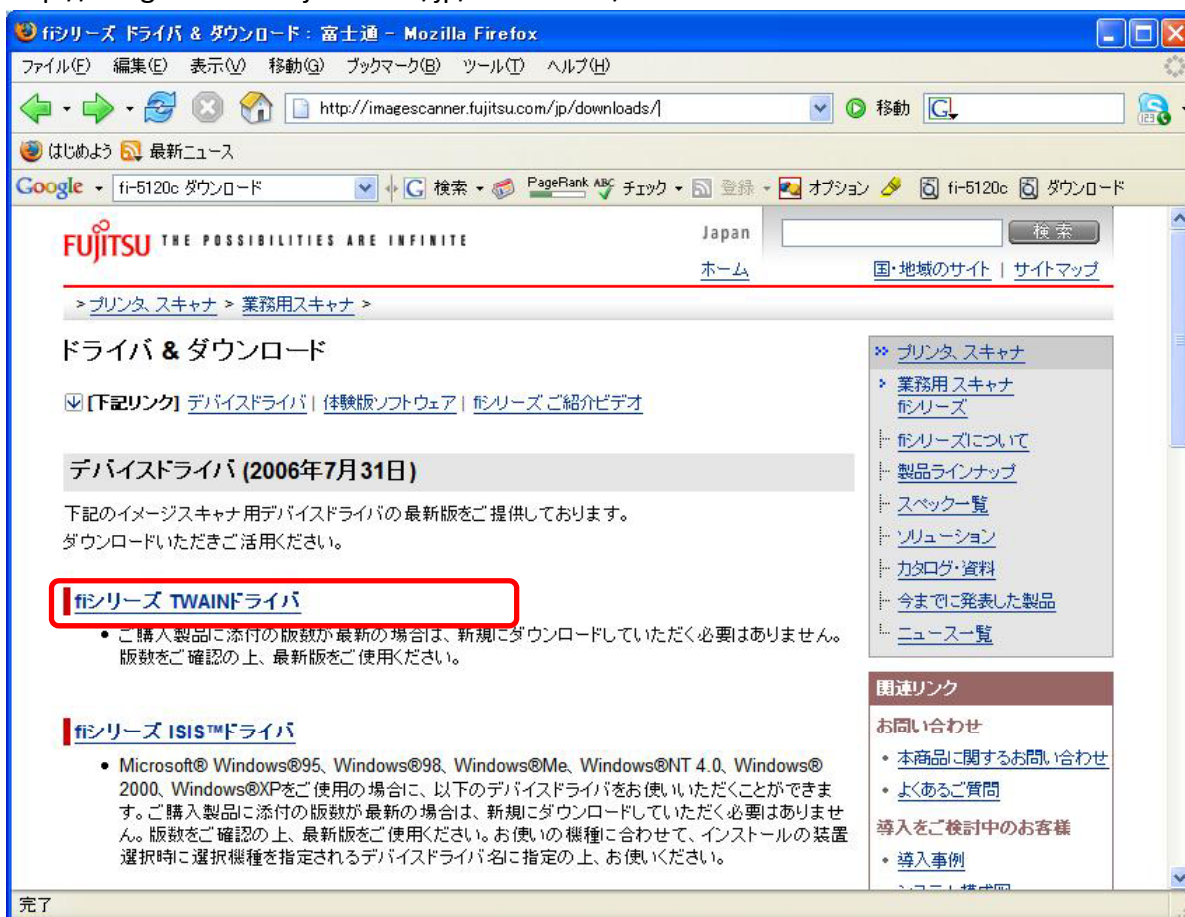 fiシリーズ ドライバ & ダウンロード : 富士通 - Mozilla Firefox
ファイル(F) 編集(E) 表示(V) 移動(G) ブックマーク(B) ツール(T) ヘルプ(H)
http://imagescanner.fujitsu.com/jp/downloads/ 移動 G
はじめよう 最新ニュース
Google fi-5120c ダウンロード G 検索 PageRank ABC チェック 登録 オプション fi-5120c ダウンロード
FUJITSU THE POSSIBILITIES ARE INFINITE
Japan 検索
ホーム 国・地域のサイト | サイトマップ
> プリンタ、スキャナ > 業務用スキャナ >
ドライバ & ダウンロード
[下記リンク] デバイスドライバ | 体験版ソフトウェア | fiシリーズ ご紹介ビデオ
デバイスドライバ (2006年7月31日)
下記のイメージスキャナ用デバイスドライバの最新版をご提供しております。
ダウンロードいただきご活用ください。
fiシリーズ TWAINドライバ
• ご購入製品に添付の版数が最新の場合は、新規にダウンロードしていただく必要はありません。
版数をご確認の上、最新版をご使用ください。
fiシリーズ ISIS™ドライバ
• Microsoft® Windows®95、Windows®98、Windows®Me、Windows®NT 4.0、Windows®
2000、Windows®XPをご使用の場合に、以下のデバイスドライバをお使いいただくことができま
す。ご購入製品に添付の版数が最新の場合は、新規にダウンロードしていただく必要はありませ
ん。版数をご確認の上、最新版をご使用ください。お使いの機種に合わせて、インストールの装置
選択時に選択機種を指定されるデバイスドライバ名に指定の上、お使いください。
プリンタ、スキャナ
業務用スキャナ
fiシリーズ
fiシリーズについて
製品ラインナップ
スペック一覧
ソリューション
カタログ・資料
今までに発表した製品
ニュース一覧
関連リンク
お問い合わせ
• 本商品に関するお問い合わせ
• よくあるご質問
導入をご検討中のお客様
• 導入事例
完了